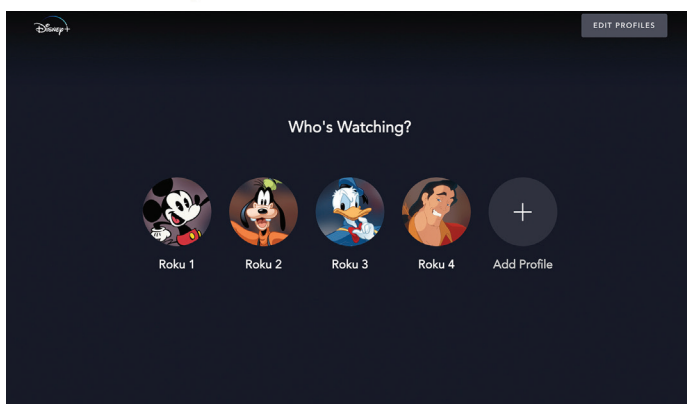 Disney+
EDIT PROFILES
Who's Watching?
Roku 1
Roku 2
Roku 3
Roku 4
Add Profile